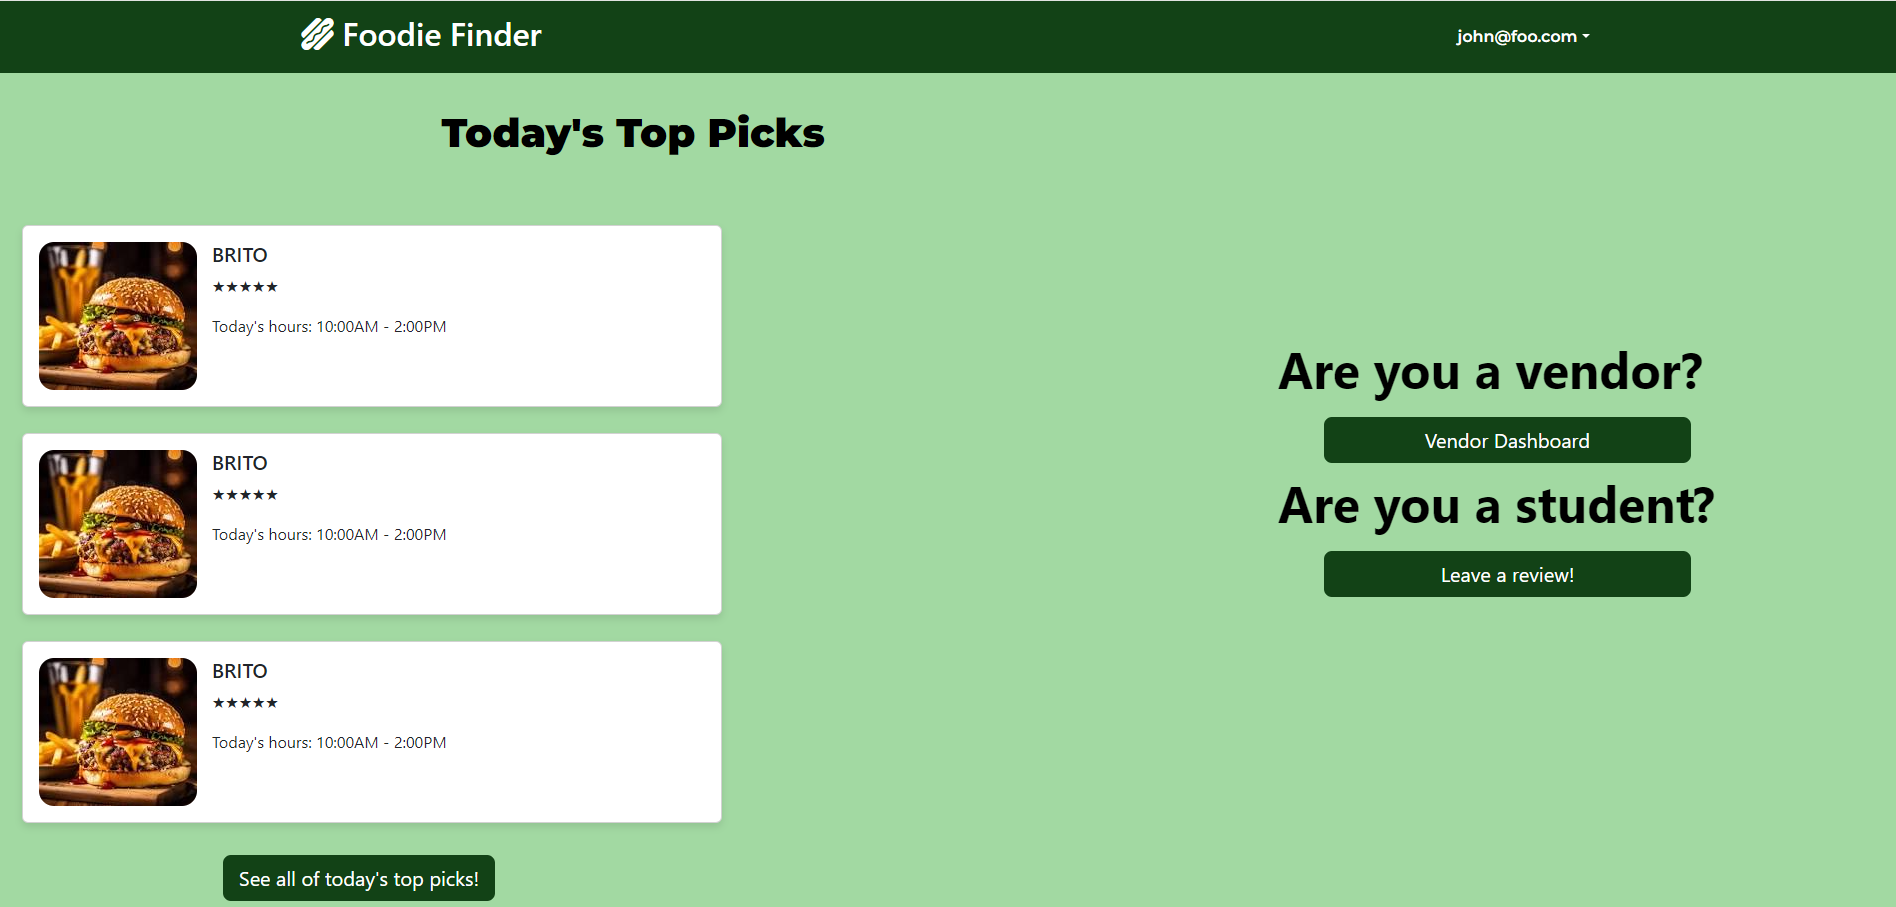 Foodie Finder
john@foo.com
Today's Top Picks
BRITO
★★★★★
Today's hours: 10:00AM - 2:00PM
BRITO
★★★★★
Today's hours: 10:00AM - 2:00PM
BRITO
★★★★★
Today's hours: 10:00AM - 2:00PM
See all of today's top picks!
Are you a vendor?
Vendor Dashboard
Are you a student?
Leave a review!